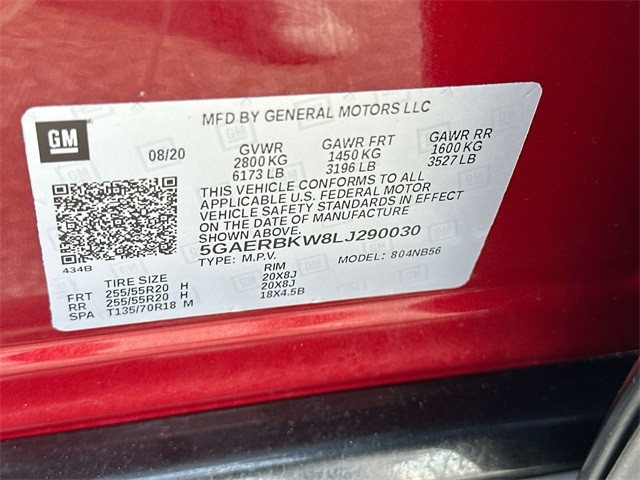 MFD BY GENERAL MOTORS LLC
GM
08/20 GVWR GAWR FRT GAWR RR
2800 KG 1450 KG 1600 KG
6173 LB 3196 LB 3527 LB
THIS VEHICLE CONFORMS TO ALL
APPLICABLE U.S. FEDERAL MOTOR
VEHICLE SAFETY STANDARDS IN EFFECT
ON THE DATE OF MANUFACTURE
SHOWN ABOVE.
5GAERBKW8LJ290030
434B TYPE: M.P.V. MODEL: 804NB56
TIRE SIZE RIM
FRT 255/55R20 H 20X8J
RR 255/55R20 H 20X8J
SPA T135/70R18 M 18X4.5B